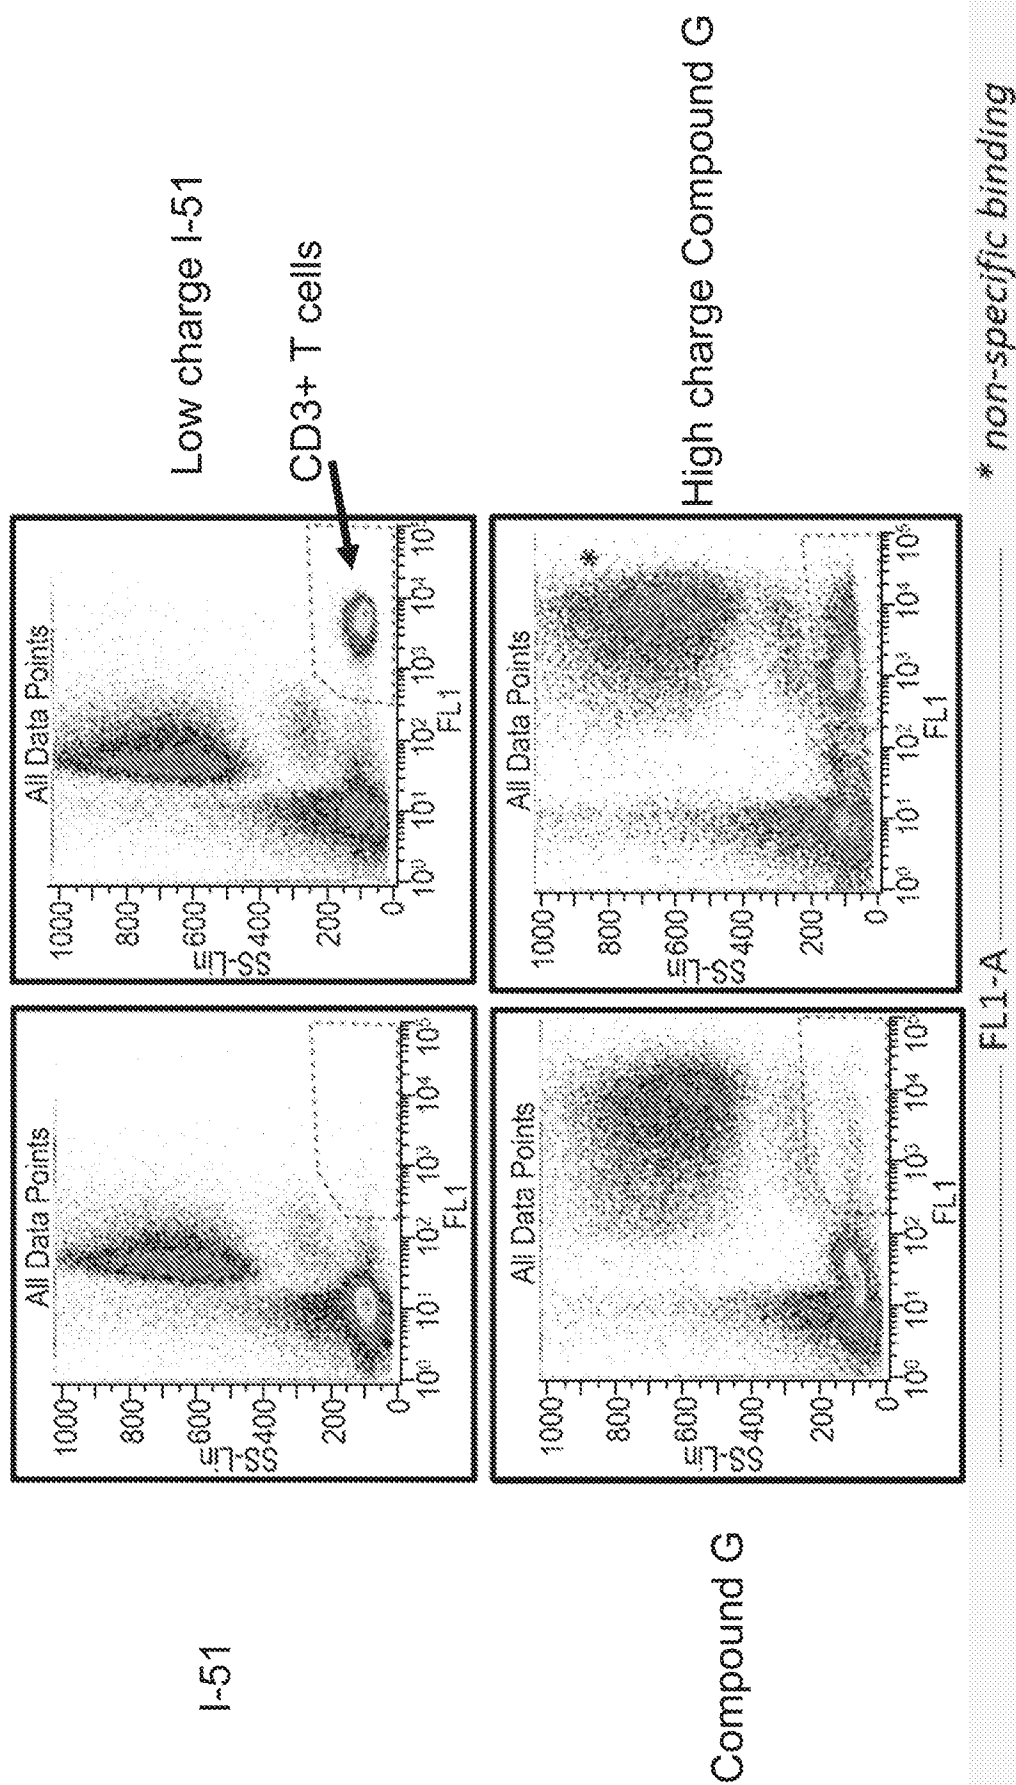 I-51
All Data Points
1000
800
600
400
200
0
SS-Lin
10⁰ 10¹ 10² 10³ 10⁴ 10⁵
FL1
All Data Points
1000
800
600
400
200
0
SS-Lin
10⁰ 10¹ 10² 10³ 10⁴ 10⁵
FL1
Low charge I-51
CD3+ T cells
Compound G
All Data Points
1000
800
600
400
200
0
SS-Lin
10⁰ 10¹ 10² 10³ 10⁴ 10⁵
FL1
All Data Points
1000
800
600
400
200
0
SS-Lin
10⁰ 10¹ 10² 10³ 10⁴ 10⁵
FL1
*
High charge Compound G
FL1-A
* non-specific binding